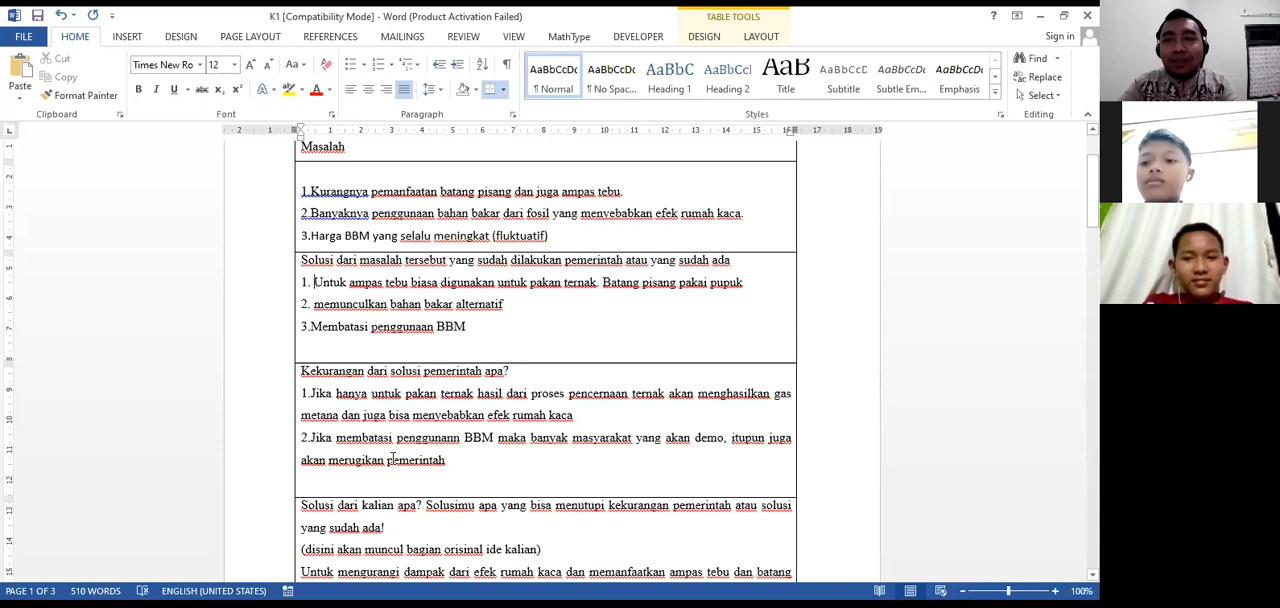 K1 [Compatibility Mode] - Word (Product Activation Failed)
TABLE TOOLS
FILE HOME INSERT DESIGN PAGE LAYOUT REFERENCES MAILINGS REVIEW VIEW MathType DEVELOPER DESIGN LAYOUT Sign in
Cut
Copy
Format Painter
Paste
Clipboard
Times New Ro 12
Font
Paragraph
AaBbCcDc AaBbCcDc AaBbC AaBbCcl AaB AaBbCcD AaBbCcDc AaBbCcDc
¶ Normal ¶ No Spac... Heading 1 Heading 2 Title Subtitle Subtle Em... Emphasis
Styles
Find
Replace
Select
Editing
Masalah
1.Kurangnya pemanfaatan batang pisang dan juga ampas tebu.
2.Banyaknya penggunaan bahan bakar dari fosil yang menyebabkan efek rumah kaca.
3.Harga BBM yang selalu meningkat (fluktuatif)
Solusi dari masalah tersebut yang sudah dilakukan pemerintah atau yang sudah ada
1. Untuk ampas tebu biasa digunakan untuk pakan ternak. Batang pisang pakai pupuk
2. memunculkan bahan bakar alternatif
3.Membatasi penggunaan BBM
Kekurangan dari solusi pemerintah apa?
1.Jika hanya untuk pakan ternak hasil dari proses pencernaan ternak akan menghasilkan gas
metana dan juga bisa menyebabkan efek rumah kaca
2.Jika membatasi penggunann BBM maka banyak masyarakat yang akan demo, itupun juga
akan merugikan pemerintah
Solusi dari kalian apa? Solusimu apa yang bisa menutupi kekurangan pemerintah atau solusi
yang sudah ada!
(disini akan muncul bagian orisinal ide kalian)
Untuk mengurangi dampak dari efek rumah kaca dan memanfaatkan ampas tebu dan batang
PAGE 1 OF 3 510 WORDS ENGLISH (UNITED STATES) 100%